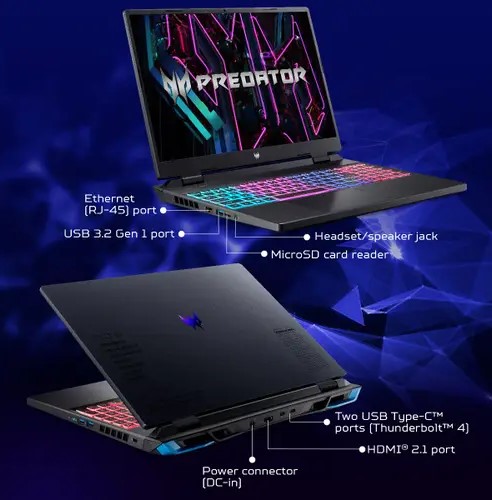 PREDATOR
Ethernet
(RJ-45) port
USB 3.2 Gen 1 port
Headset/speaker jack
MicroSD card reader
Two USB Type-C™
ports (Thunderbolt™ 4)
HDMI® 2.1 port
Power connector
(DC-in)